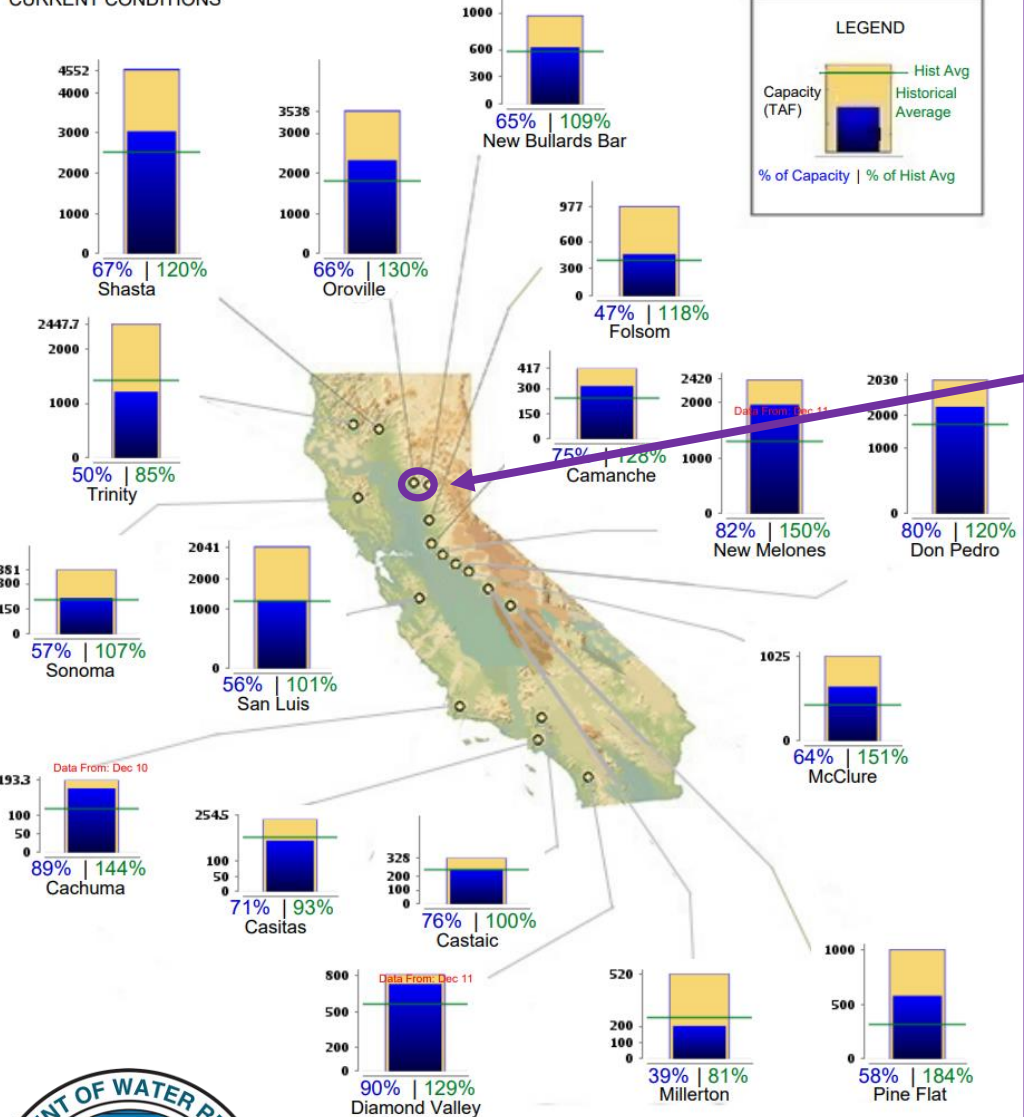 CURRENT CONDITIONS
LEGEND
Hist Avg
Capacity
(TAF)
Historical
Average
% of Capacity | % of Hist Avg
1000
600
300
0
65% | 109%
New Bullards Bar
4552
4000
3000
2000
1000
0
67% | 120%
Shasta
3538
3000
2000
1000
0
66% | 130%
Oroville
977
600
300
0
47% | 118%
Folsom
2447.7
2000
1000
0
50% | 85%
Trinity
417
300
150
0
75% | 128%
Camanche
2420
2000
1000
0
Data From: Dec 11
82% | 150%
New Melones
2030
2000
1000
0
80% | 120%
Don Pedro
381
300
150
0
57% | 107%
Sonoma
2041
2000
1000
0
56% | 101%
San Luis
1025
0
64% | 151%
McClure
Data From: Dec 10
193.3
100
50
0
89% | 144%
Cachuma
254.5
100
50
0
71% | 93%
Casitas
328
200
100
0
76% | 100%
Castaic
800
500
200
0
Data From: Dec 11
90% | 129%
Diamond Valley
520
200
100
0
39% | 81%
Millerton
1000
500
0
58% | 184%
Pine Flat
NT OF WATER R